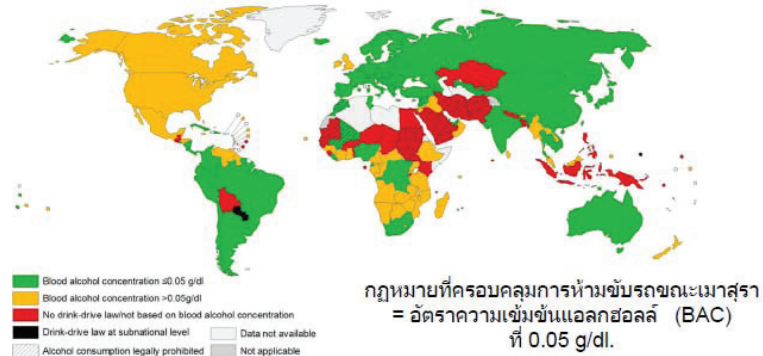 Blood alcohol concentration ≤0.05 g/dl
Blood alcohol concentration >0.05g/dl
No drink-drive law/not based on blood alcohol concentration
Drink-drive law at subnational level
Data not available
Alcohol consumption legally prohibited
Not applicable
กฏหมายที่ครอบคลุมการห้ามขับรถขณะเมาสุรา
= อัตราความเข้มข้นแอลกฮอลล์ (BAC)
ที่ 0.05 g/dl.